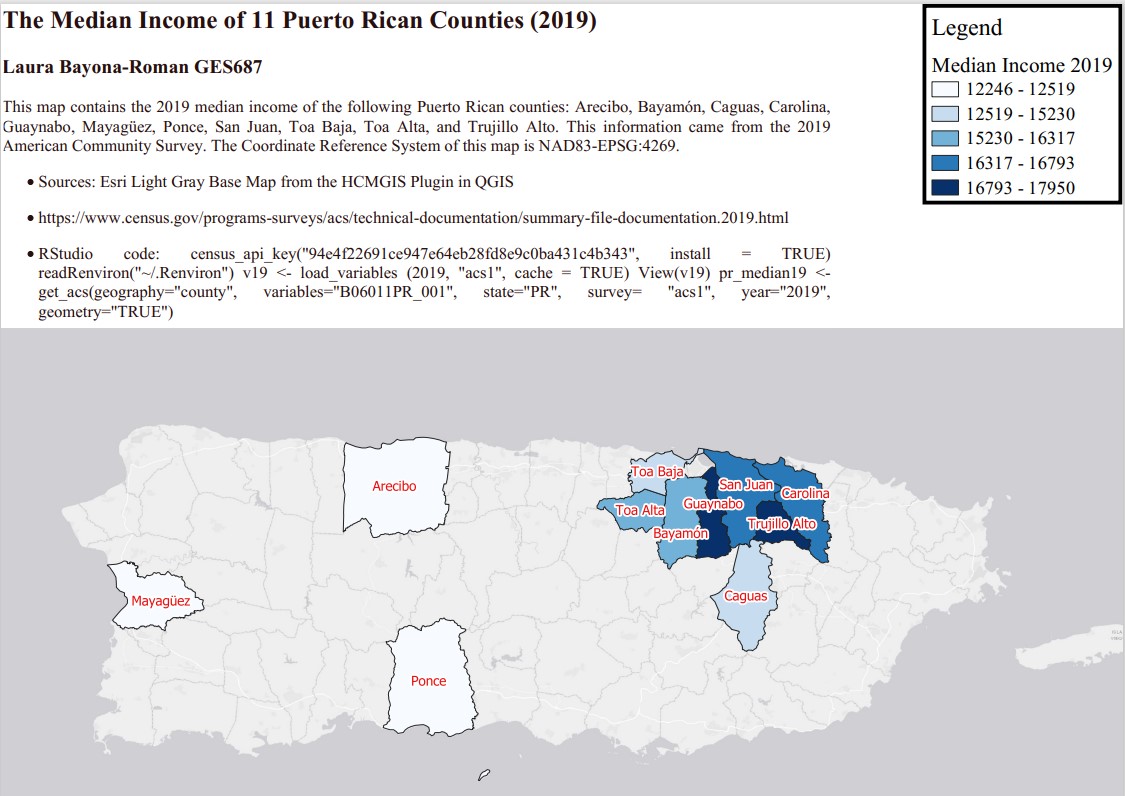 The Median Income of 11 Puerto Rican Counties (2019)
Laura Bayona-Roman GES687
This map contains the 2019 median income of the following Puerto Rican counties: Arecibo, Bayamón, Caguas, Carolina,
Guaynabo, Mayagüez, Ponce, San Juan, Toa Baja, Toa Alta, and Trujillo Alto. This information came from the 2019
American Community Survey. The Coordinate Reference System of this map is NAD83-EPSG:4269.
• Sources: Esri Light Gray Base Map from the HCMGIS Plugin in QGIS
• https://www.census.gov/programs-surveys/acs/technical-documentation/summary-file-documentation.2019.html
• RStudio code: census_api_key("94e4f22691ce947e64eb28fd8e9c0ba431c4b343", install = TRUE)
readRenviron("~/.Renviron") v19 <- load_variables (2019, "acs1", cache = TRUE) View(v19) pr_median19 <-
get_acs(geography="county", variables="B06011PR_001", state="PR", survey= "acs1", year="2019",
geometry="TRUE")
Legend
Median Income 2019
12246 - 12519
12519 - 15230
15230 - 16317
16317 - 16793
16793 - 17950
Toa Baja
San Juan
Arecibo
Carolina
Guaynabo
Toa Alta
Trujillo Alto
Bayamón
Caguas
Mayagüez
Ponce